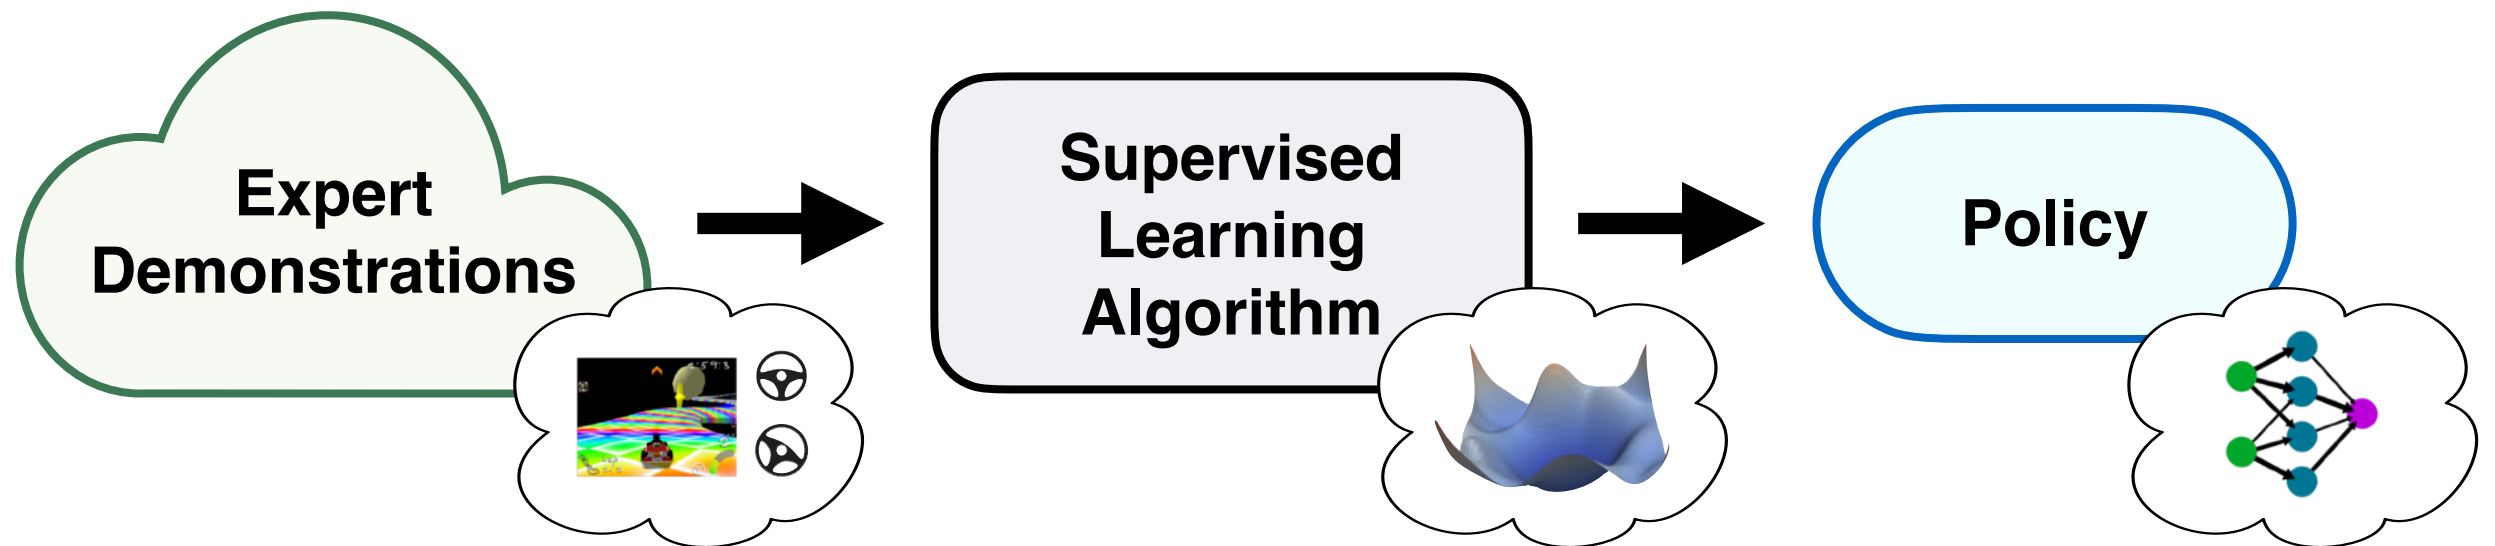 Expert
Demonstrations
Supervised
Learning
Algorithm
Policy